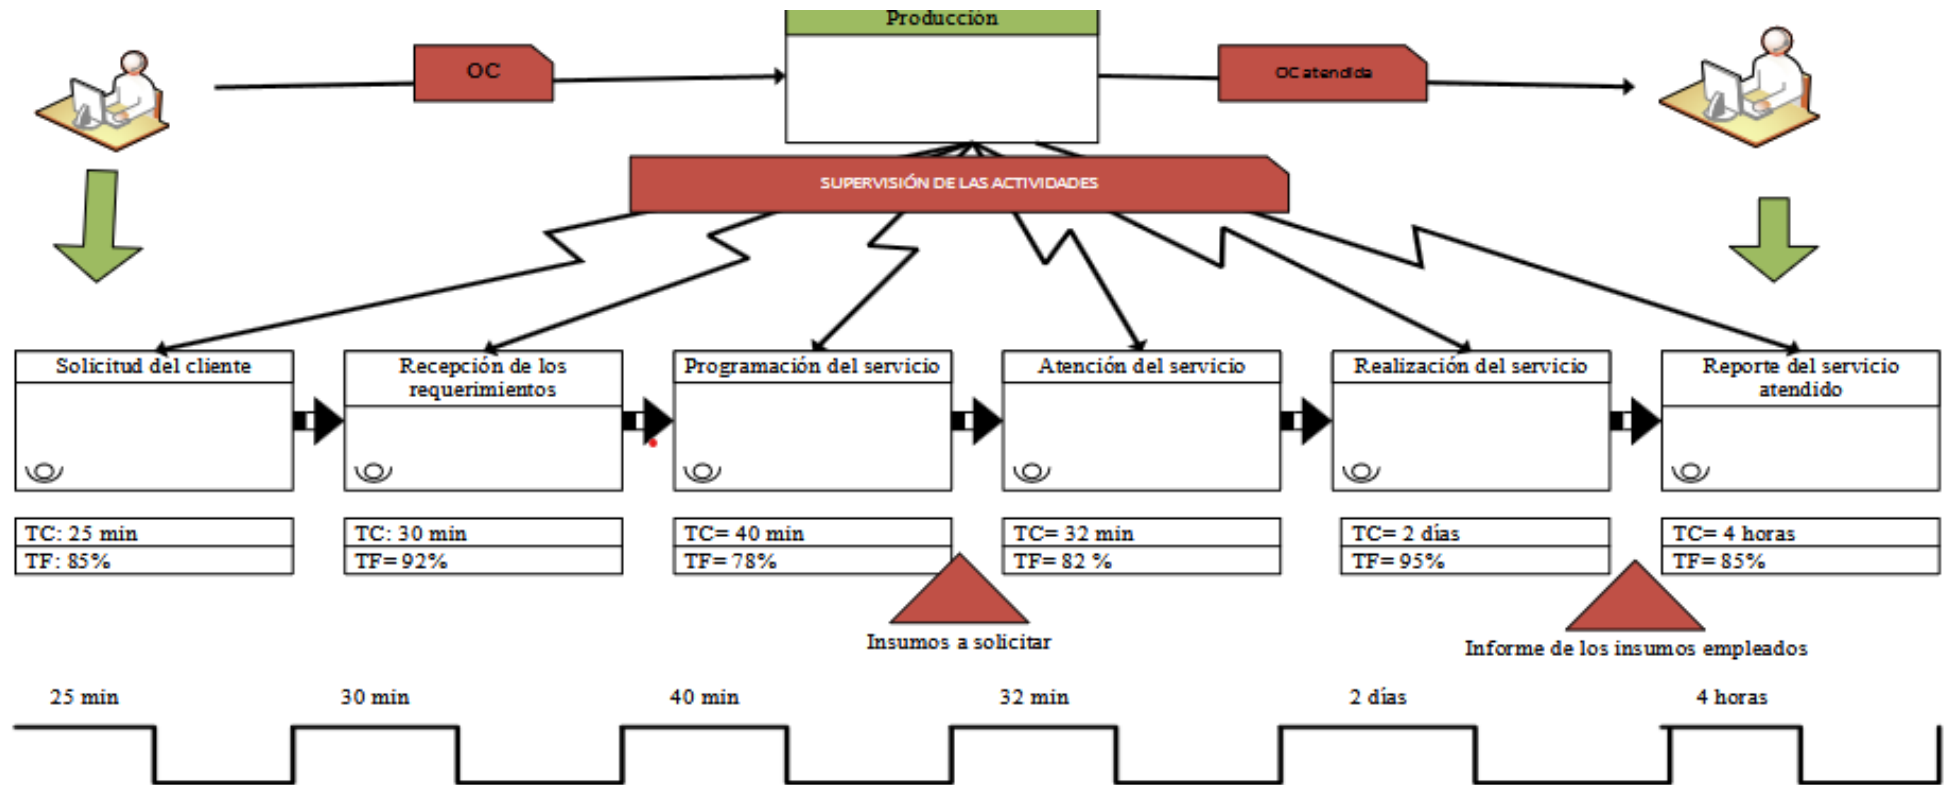 Producción
OC
OC atendida
SUPERVISIÓN DE LAS ACTIVIDADES
Solicitud del cliente
Recepción de los
requerimientos
Programación del servicio
Atención del servicio
Realización del servicio
Reporte del servicio
atendido
TC: 25 min
TF: 85%
TC: 30 min
TF= 92%
TC= 40 min
TF= 78%
TC= 32 min
TF= 82 %
TC= 2 días
TF= 95%
TC= 4 horas
TF= 85%
Insumos a solicitar
Informe de los insumos empleados
25 min
30 min
40 min
32 min
2 días
4 horas